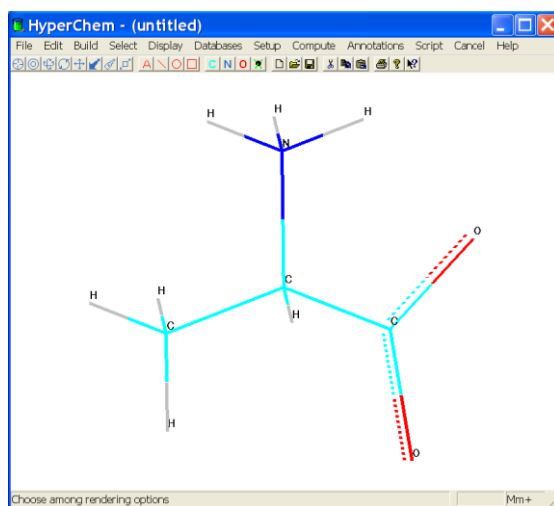 HyperChem - (untitled)
File Edit Build Select Display Databases Setup Compute Annotations Script Cancel Help
A C N O ? ?
H H H
N
O
H H C
C H C
H
O
Choose among rendering options Mm+